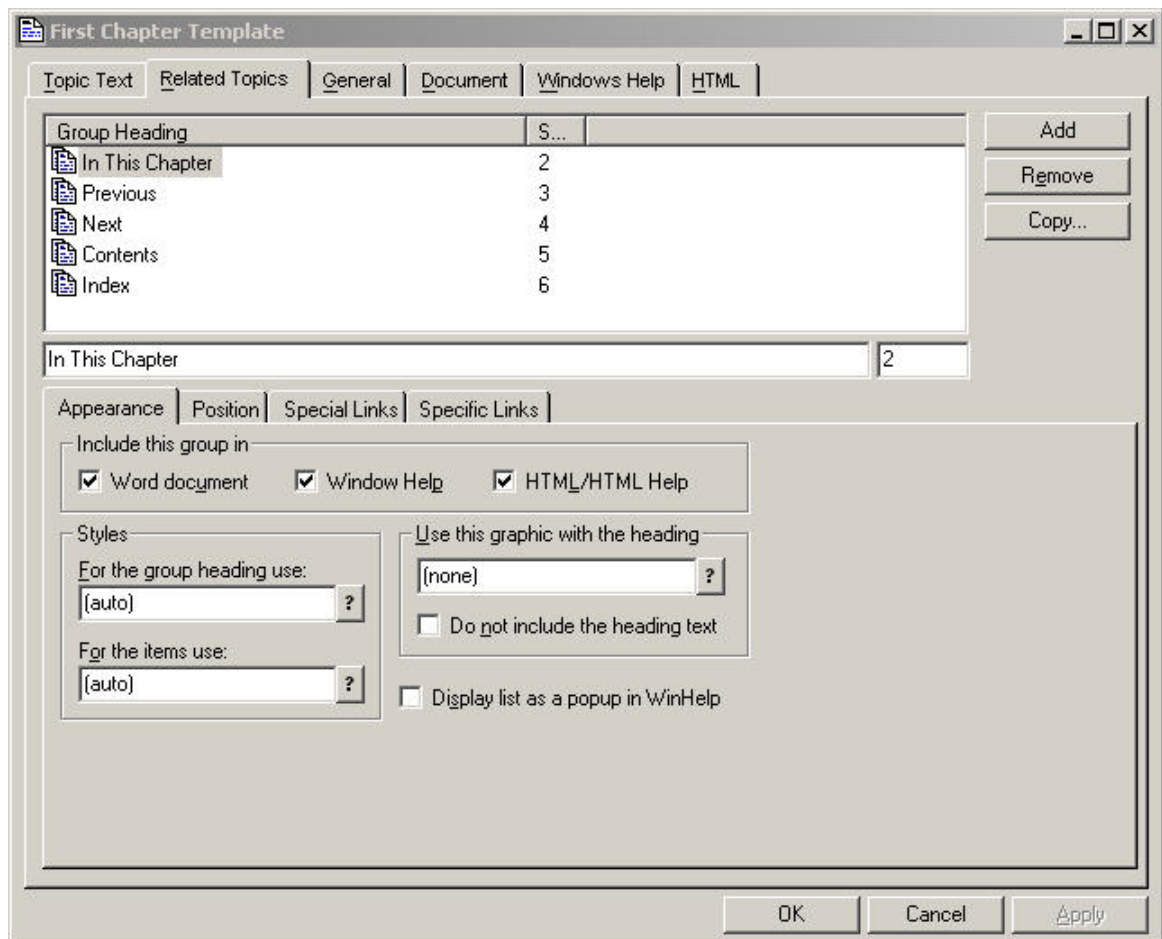 First Chapter Template
Topic Text Related Topics General Document Windows Help HTML
Group Heading S...
In This Chapter 2
Previous 3
Next 4
Contents 5
Index 6
Add
Remove
Copy...
In This Chapter 2
Appearance Position Special Links Specific Links
Include this group in
Word document Window Help HTML/HTML Help
Styles
For the group heading use:
(auto) ?
For the items use:
(auto) ?
Use this graphic with the heading
(none) ?
Do not include the heading text
Display list as a popup in WinHelp
OK Cancel Apply